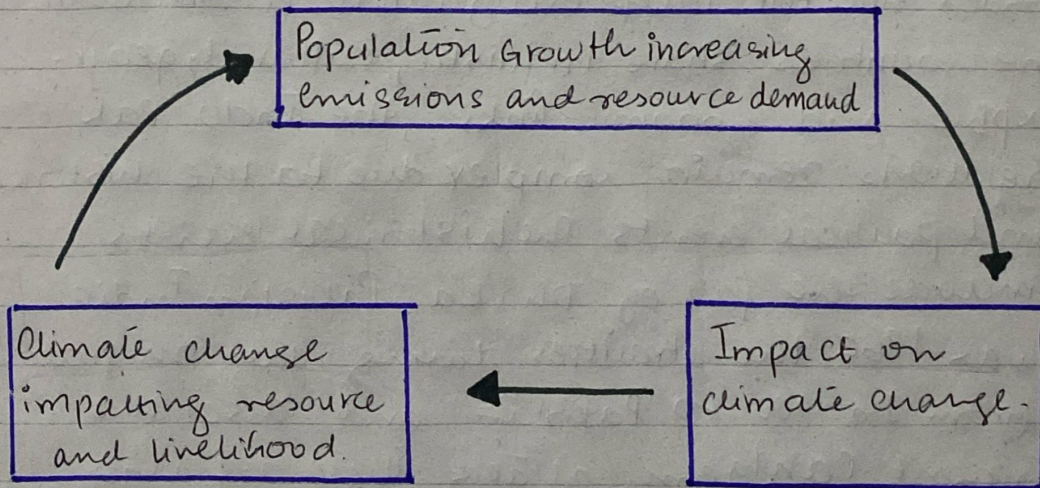 Population Growth increasing
emissions and resource demand
Impact on
climate change.
Climate change
impacting resource
and livelihood.